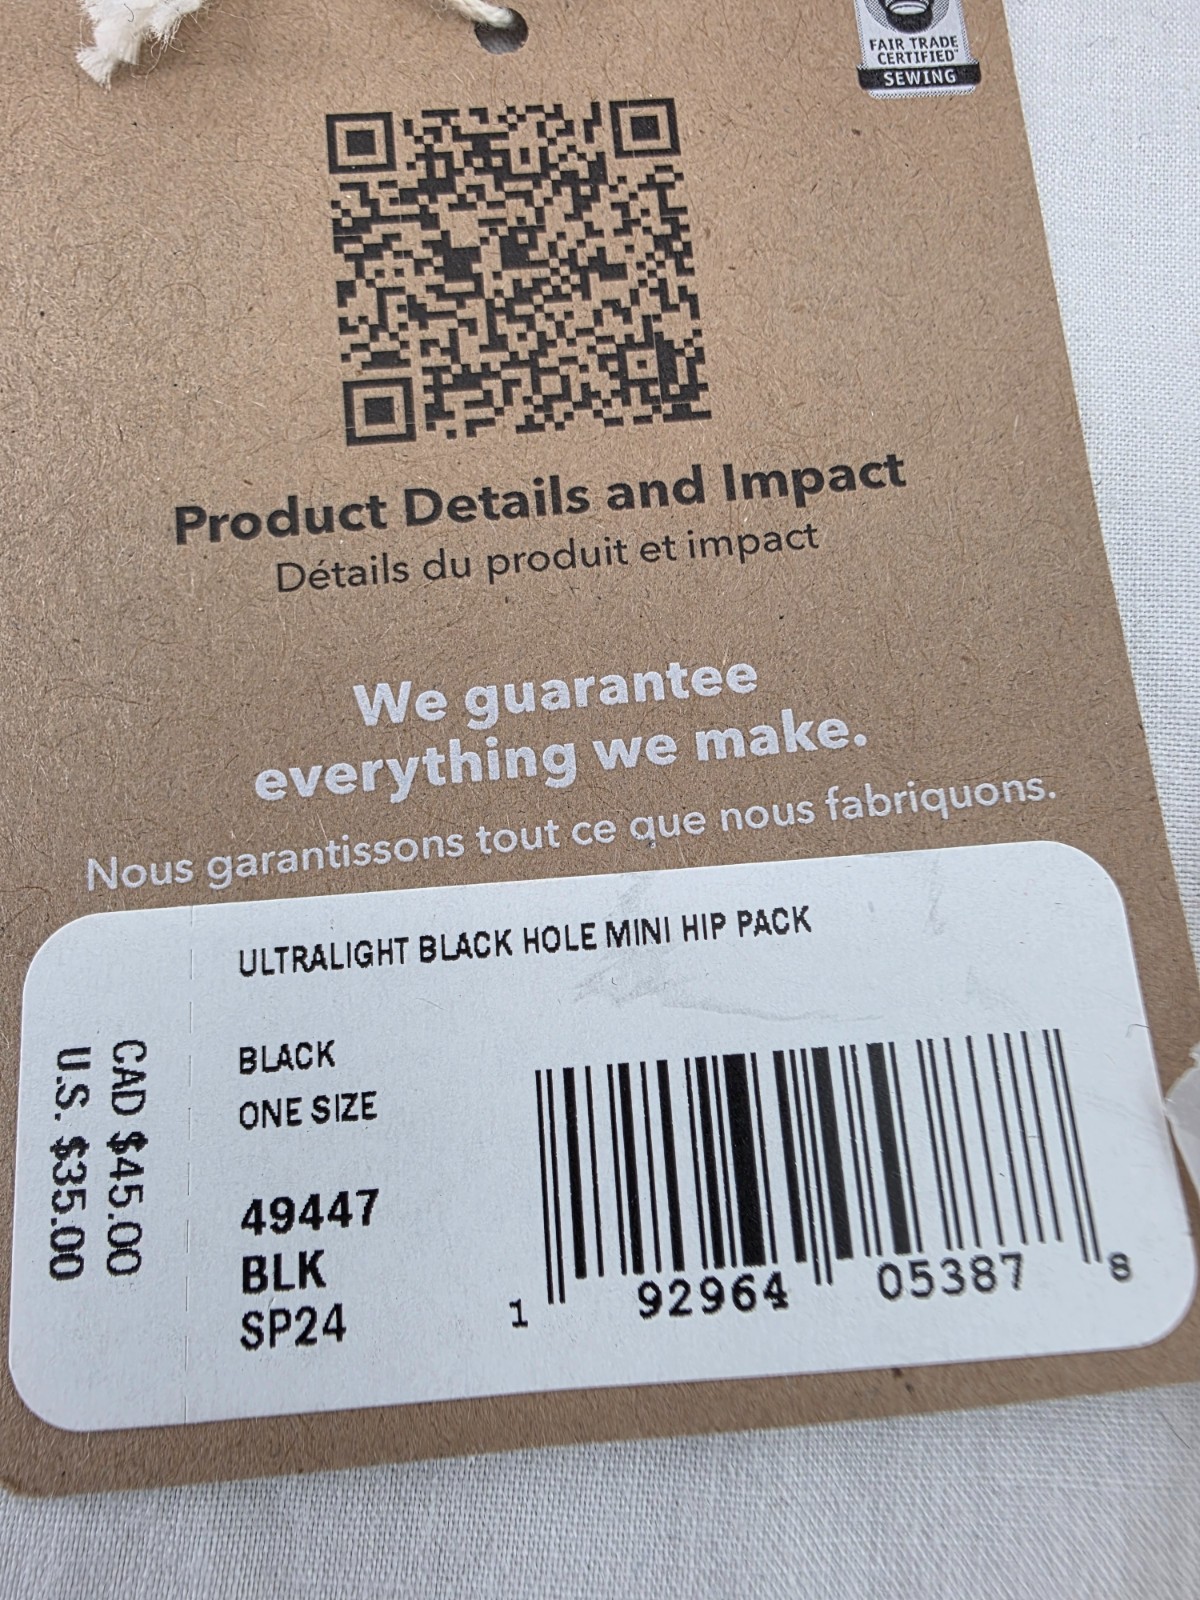 FAIR TRADE
CERTIFIED™
SEWING
Product Details and Impact
Détails du produit et impact
We guarantee
everything we make.
Nous garantissons tout ce que nous fabriquons.
ULTRALIGHT BLACK HOLE MINI HIP PACK
BLACK
ONE SIZE
49447
BLK
SP24
CAD $45.00
U.S. $35.00
1 92964 05387 8